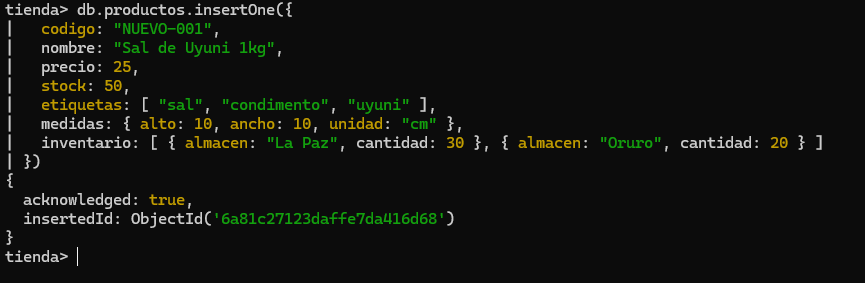 tienda> db.productos.insertOne({
|   codigo: "NUEVO-001",
|   nombre: "Sal de Uyuni 1kg",
|   precio: 25,
|   stock: 50,
|   etiquetas: [ "sal", "condimento", "uyuni" ],
|   medidas: { alto: 10, ancho: 10, unidad: "cm" },
|   inventario: [ { almacen: "La Paz", cantidad: 30 }, { almacen: "Oruro", cantidad: 20 } ]
| })
{
  acknowledged: true,
  insertedId: ObjectId('6a81c27123daffe7da416d68')
}
tienda>